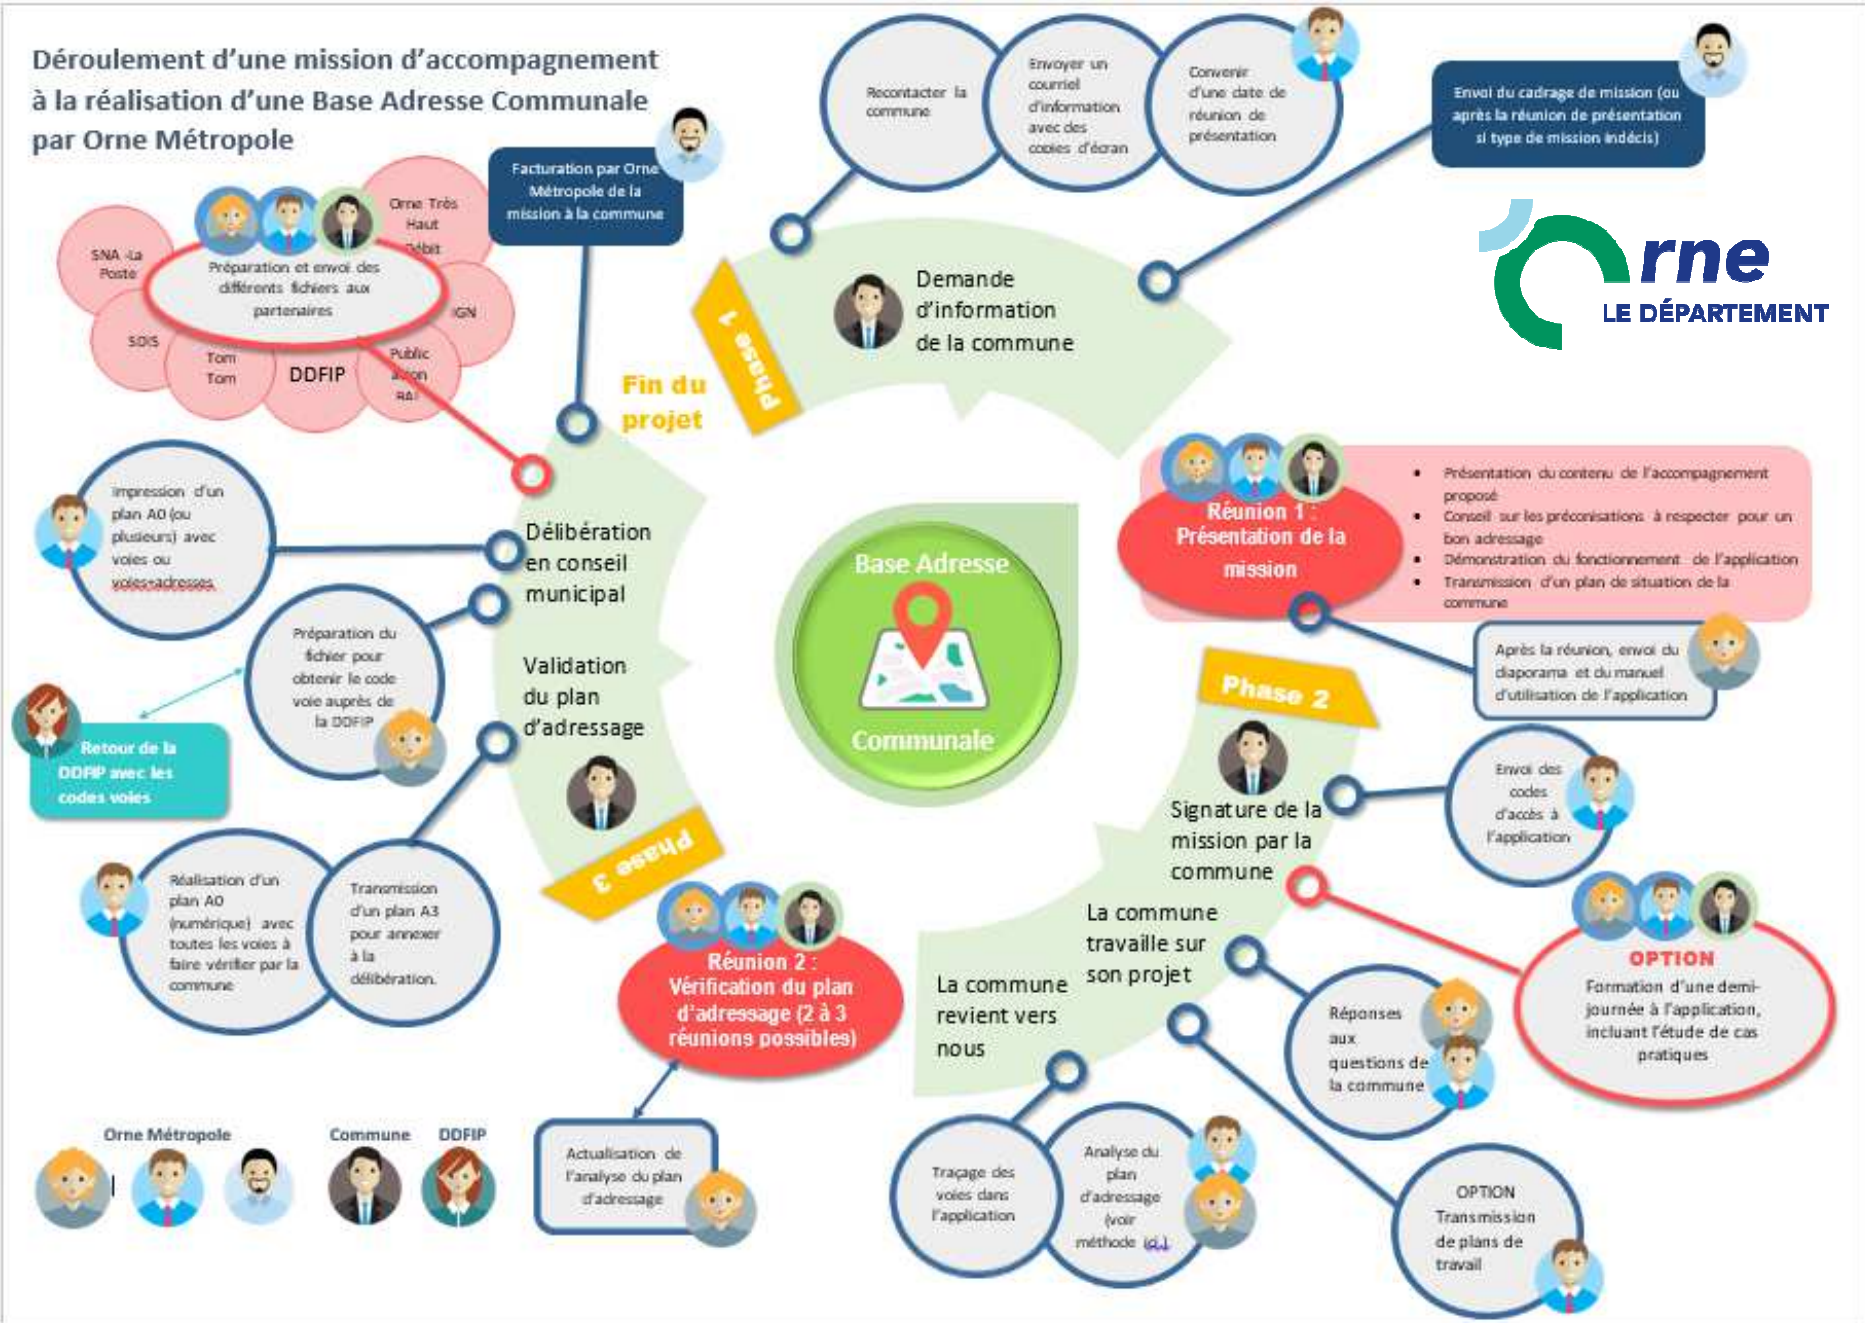 Déroulement d'une mission d'accompagnement
à la réalisation d'une Base Adresse Communale
par Orne Métropole
Recontacter la
commune
Envoyer un
courriel
d'information
avec des
copies d'écran
Convenir
d'une date de
réunion de
présentation
Envoi du cadrage de mission (ou
après la réunion de présentation
si type de mission indécis)
Orne
LE DÉPARTEMENT
Facturation par Orne
Métropole de la
mission à la commune
Orne Très
Haut
Débit
SNA -La
Poste
Préparation et envoi des
différents fichiers aux
partenaires
IGN
SDIS
Tom
Tom
DDFIP
Public
BAL
Phase 1
Demande
d'information
de la commune
Fin du
projet
Réunion 1 :
Présentation de la
mission
• Présentation du contenu de l'accompagnement
proposé
• Conseil sur les préconisations à respecter pour un
bon adressage
• Démonstration du fonctionnement de l'application
• Transmission d'un plan de situation de la
commune
Après la réunion, envoi du
diaporama et du manuel
d'utilisation de l'application
Phase 2
Signature de la
mission par la
commune
Envoi des
codes
d'accès à
l'application
OPTION
Formation d'une demi-
journée à l'application,
incluant l'étude de cas
pratiques
La commune
travaille sur
son projet
Réponses
aux
questions de
la commune
OPTION
Transmission
de plans de
travail
La commune
revient vers
nous
Traçage des
voies dans
l'application
Analyse du
plan
d'adressage
(voir
méthode ici.)
Base Adresse
Communale
Réunion 2 :
Vérification du plan
d'adressage (2 à 3
réunions possibles)
Actualisation de
l'analyse du plan
d'adressage
Phase 3
Validation
du plan
d'adressage
Délibération
en conseil
municipal
Impression d'un
plan A0 (ou
plusieurs) avec
voies ou
voies+adresses.
Préparation du
fichier pour
obtenir le code
voie auprès de
la DDFIP
Retour de la
DDFIP avec les
codes voies
Réalisation d'un
plan A0
(numérique) avec
toutes les voies à
faire vérifier par la
commune
Transmission
d'un plan A3
pour annexer
à la
délibération.
Orne Métropole
Commune
DDFIP